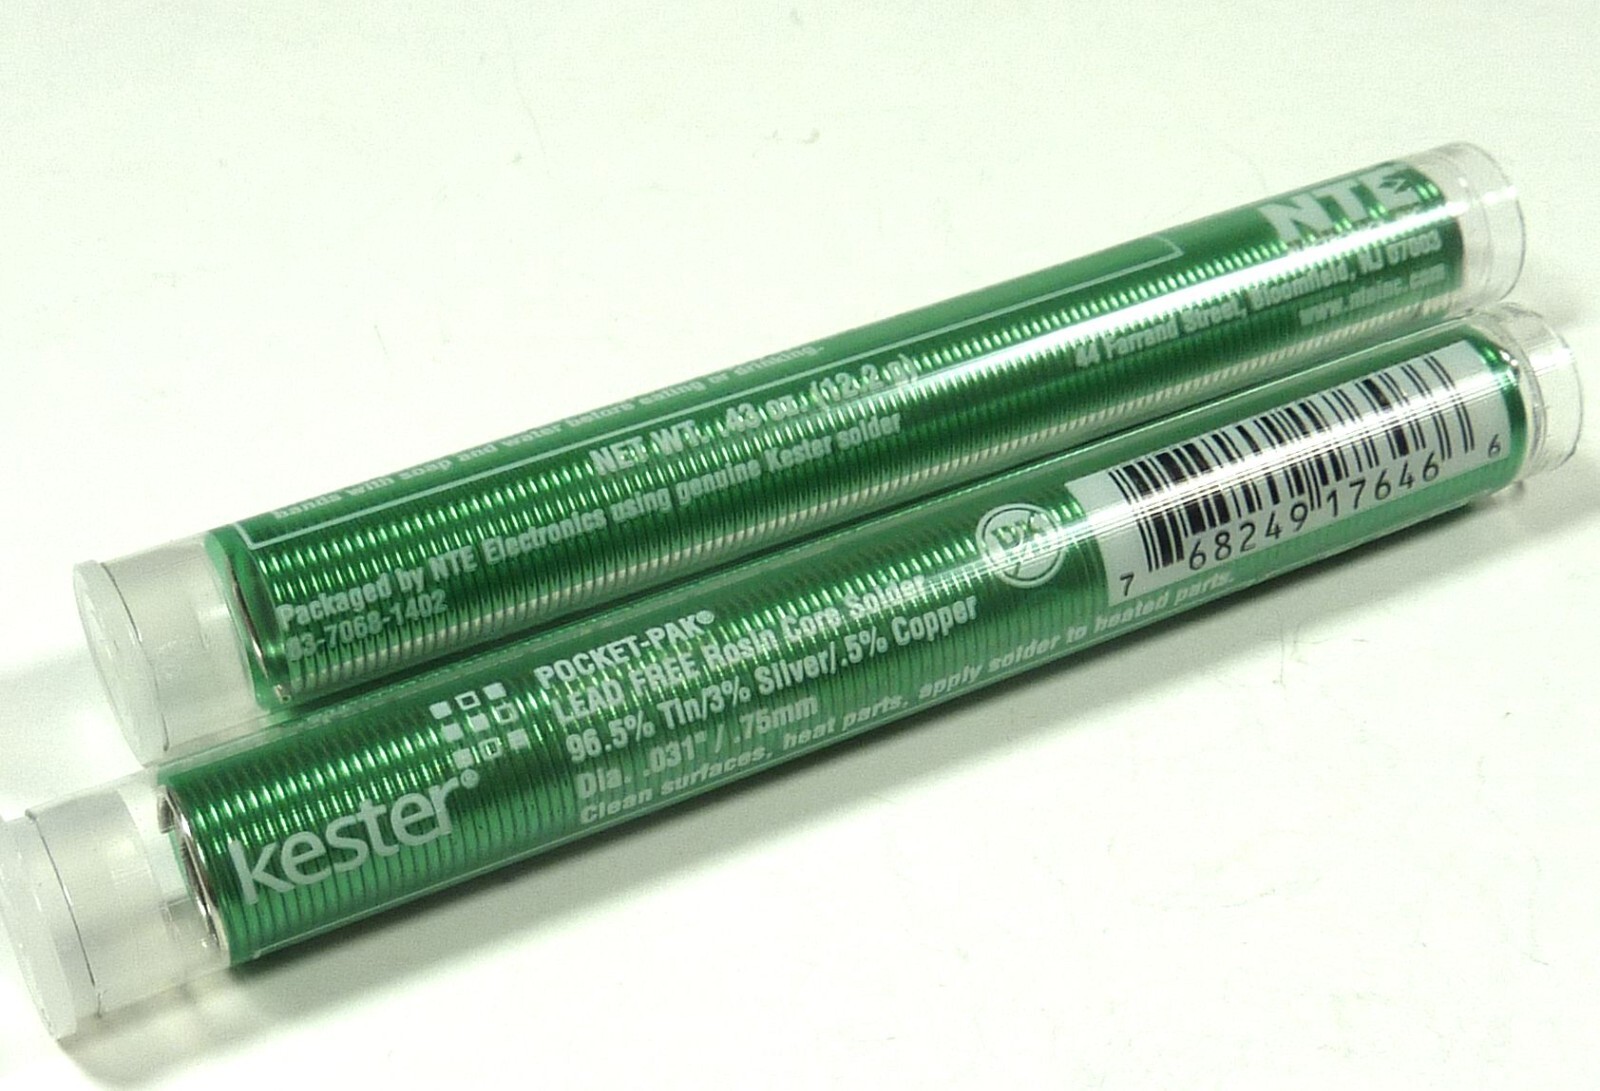 NTE
hands with soap and water before eating or drinking.
NET WT. .43 oz. (12.2 g)
44 Farrand Street, Bloomfield, NJ 07003
Packaged by NTE Electronics using genuine Kester solder
www.nteinc.com
83-7068-1402
kester®
POCKET-PAK®
LEAD FREE Rosin Core Solder
96.5% Tin/3% Silver/.5% Copper
Dia. .031" / .75mm
Clean surfaces, heat parts, apply solder to heated parts.
7 68249 17646 6